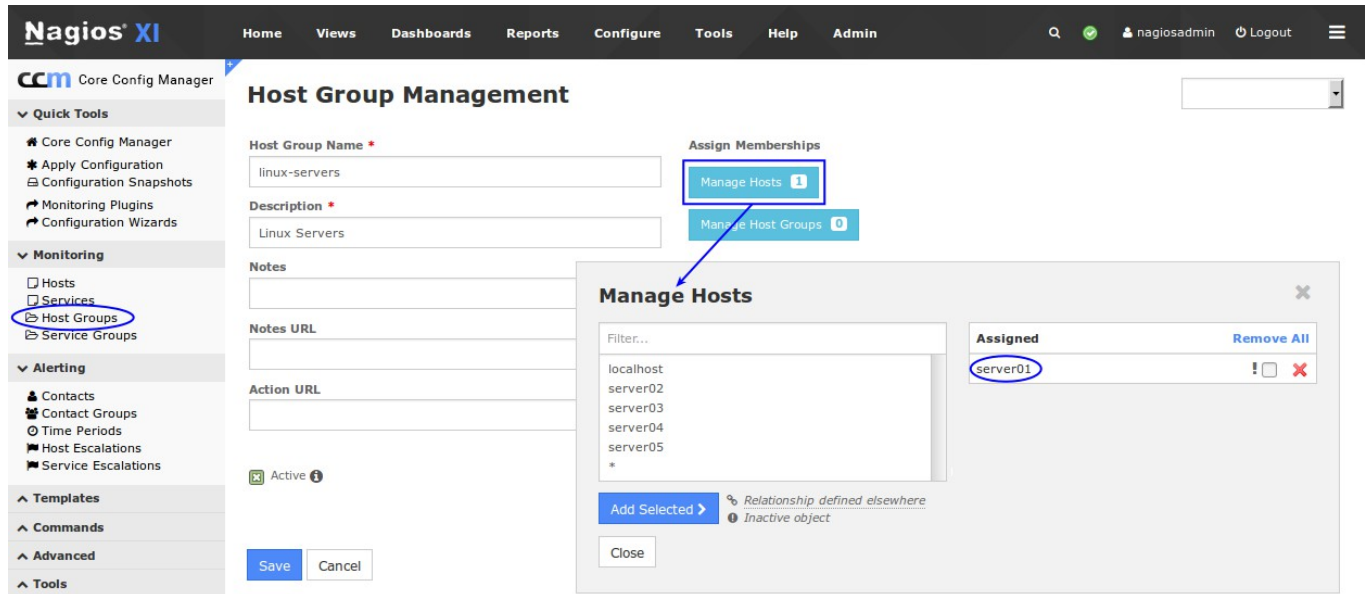 Nagios® XI
Home Views Dashboards Reports Configure Tools Help Admin
nagiosadmin Logout
ccm Core Config Manager
Quick Tools
Core Config Manager
Apply Configuration
Configuration Snapshots
Monitoring Plugins
Configuration Wizards
Monitoring
Hosts
Services
Host Groups
Service Groups
Alerting
Contacts
Contact Groups
Time Periods
Host Escalations
Service Escalations
Templates
Commands
Advanced
Tools
Host Group Management
Host Group Name *
linux-servers
Description *
Linux Servers
Notes
Notes URL
Action URL
Active
Save Cancel
Assign Memberships
Manage Hosts 1
Manage Host Groups 0
Manage Hosts
Filter...
localhost
server02
server03
server04
server05
*
Add Selected
Relationship defined elsewhere
Inactive object
Close
Assigned Remove All
server01 !